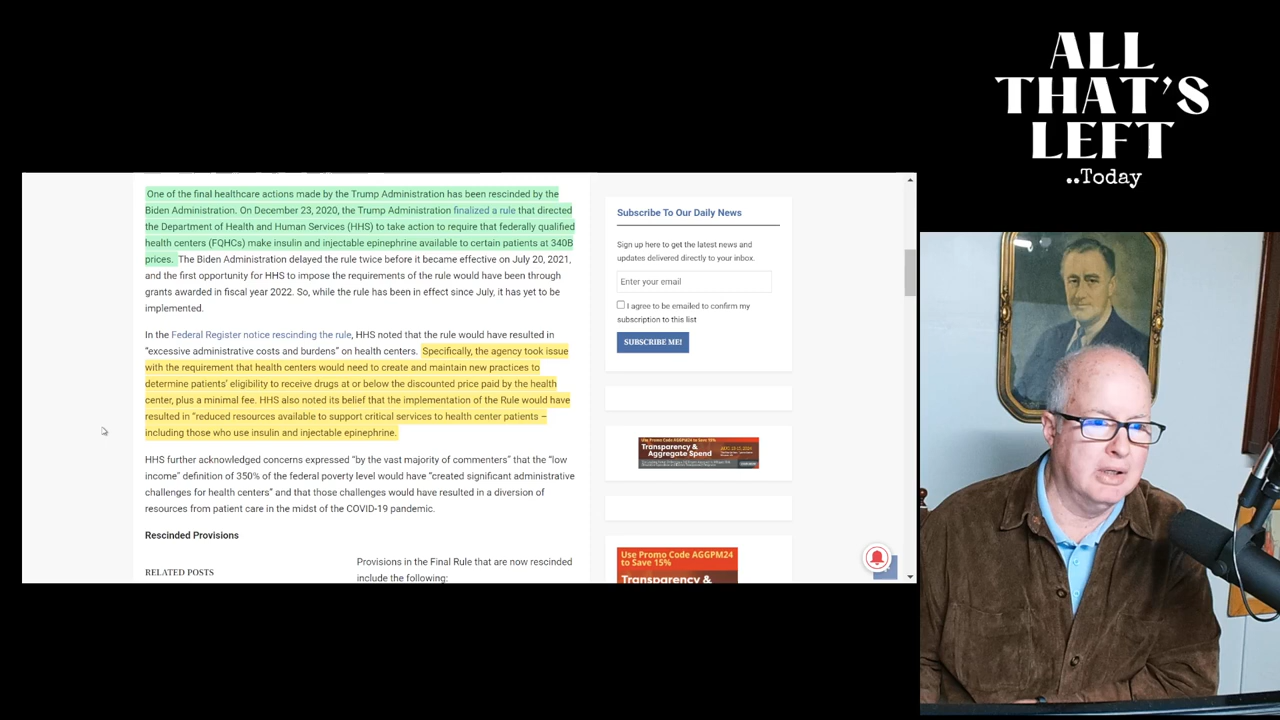 ALL
THAT'S
LEFT
..Today
One of the final healthcare actions made by the Trump Administration has been rescinded by the
Biden Administration. On December 23, 2020, the Trump Administration finalized a rule that directed
the Department of Health and Human Services (HHS) to take action to require that federally qualified
health centers (FQHCs) make insulin and injectable epinephrine available to certain patients at 340B
prices. The Biden Administration delayed the rule twice before it became effective on July 20, 2021,
and the first opportunity for HHS to impose the requirements of the rule would have been through
grants awarded in fiscal year 2022. So, while the rule has been in effect since July, it has yet to be
implemented.
In the Federal Register notice rescinding the rule, HHS noted that the rule would have resulted in
“excessive administrative costs and burdens” on health centers. Specifically, the agency took issue
with the requirement that health centers would need to create and maintain new practices to
determine patients’ eligibility to receive drugs at or below the discounted price paid by the health
center, plus a minimal fee. HHS also noted its belief that the implementation of the Rule would have
resulted in “reduced resources available to support critical services to health center patients –
including those who use insulin and injectable epinephrine.
HHS further acknowledged concerns expressed “by the vast majority of commenters” that the “low
income” definition of 350% of the federal poverty level would have “created significant administrative
challenges for health centers” and that those challenges would have resulted in a diversion of
resources from patient care in the midst of the COVID-19 pandemic.
Rescinded Provisions
RELATED POSTS
Provisions in the Final Rule that are now rescinded
include the following:
Subscribe To Our Daily News
Sign up here to get the latest news and
updates delivered directly to your inbox.
Enter your email
I agree to be emailed to confirm my
subscription to this list
SUBSCRIBE ME!
Use Promo Code AGGPM24 to Save 15%
Transparency &
Aggregate Spend
Use Promo Code AGGPM24
to Save 15%
Transparency &